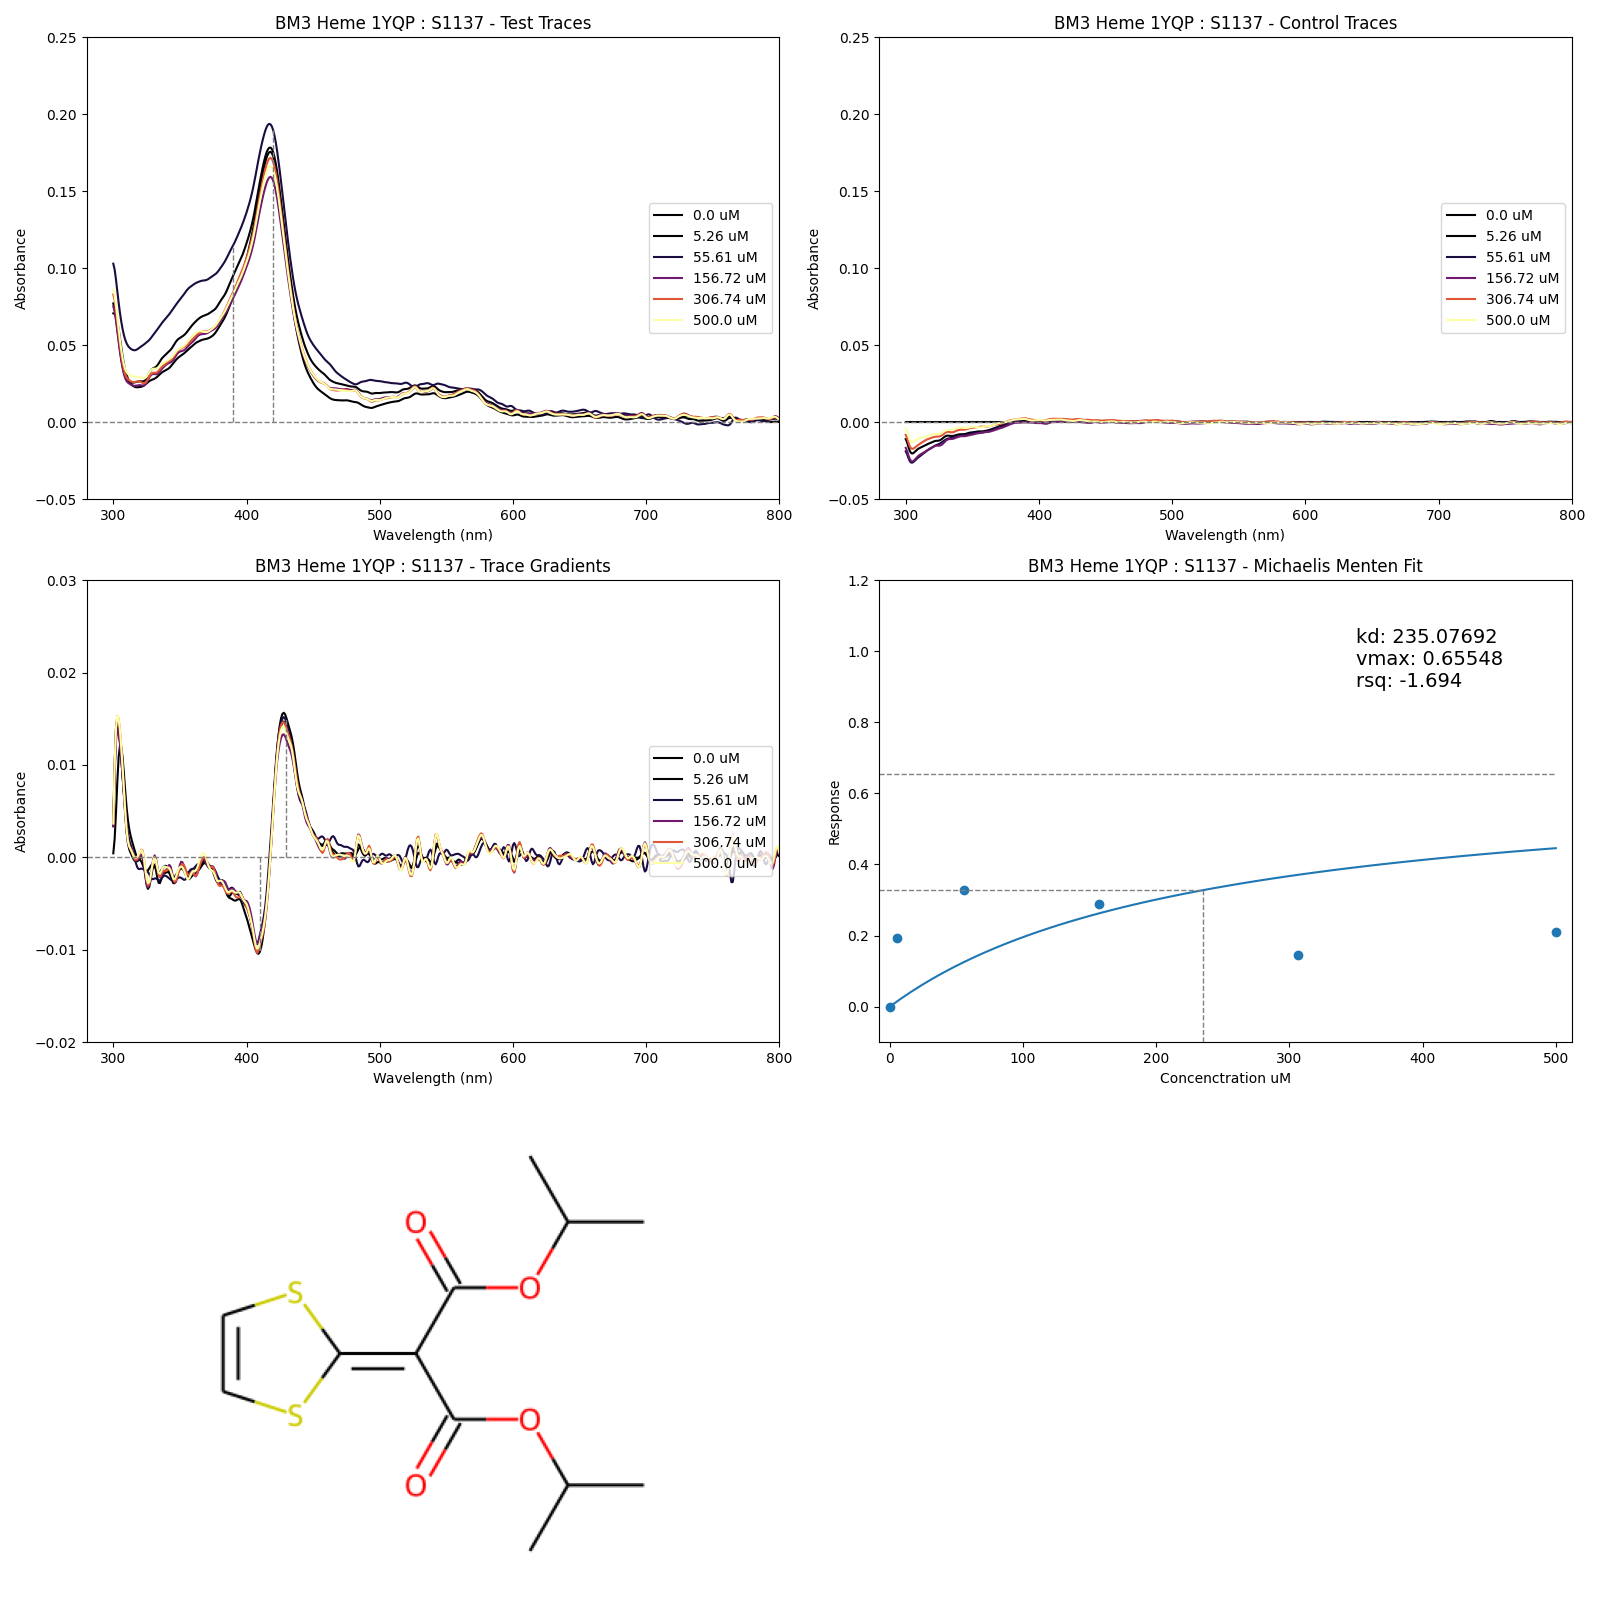 BM3 Heme 1YQP : S1137 - Test Traces
0.25
0.20
0.15
0.10
0.05
0.00
−0.05
Absorbance
300
400
500
600
700
800
Wavelength (nm)
0.0 uM
5.26 uM
55.61 uM
156.72 uM
306.74 uM
500.0 uM
BM3 Heme 1YQP : S1137 - Control Traces
0.25
0.20
0.15
0.10
0.05
0.00
−0.05
Absorbance
300
400
500
600
700
800
Wavelength (nm)
0.0 uM
5.26 uM
55.61 uM
156.72 uM
306.74 uM
500.0 uM
BM3 Heme 1YQP : S1137 - Trace Gradients
0.03
0.02
0.01
0.00
−0.01
−0.02
Absorbance
300
400
500
600
700
800
Wavelength (nm)
0.0 uM
5.26 uM
55.61 uM
156.72 uM
306.74 uM
500.0 uM
BM3 Heme 1YQP : S1137 - Michaelis Menten Fit
1.2
1.0
0.8
0.6
0.4
0.2
0.0
Response
kd: 235.07692
vmax: 0.65548
rsq: -1.694
0
100
200
300
400
500
Concenctration uM
O
O
S
S
O
O